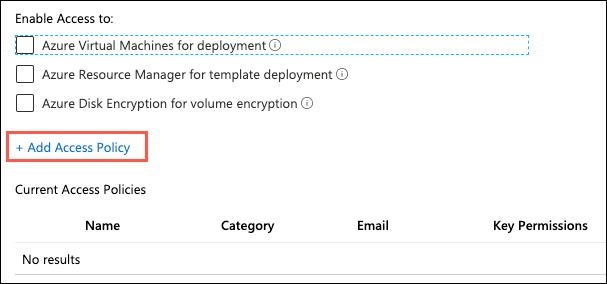 Enable Access to:
Azure Virtual Machines for deployment
Azure Resource Manager for template deployment
Azure Disk Encryption for volume encryption
+ Add Access Policy
Current Access Policies
Name Category Email Key Permissions
No results